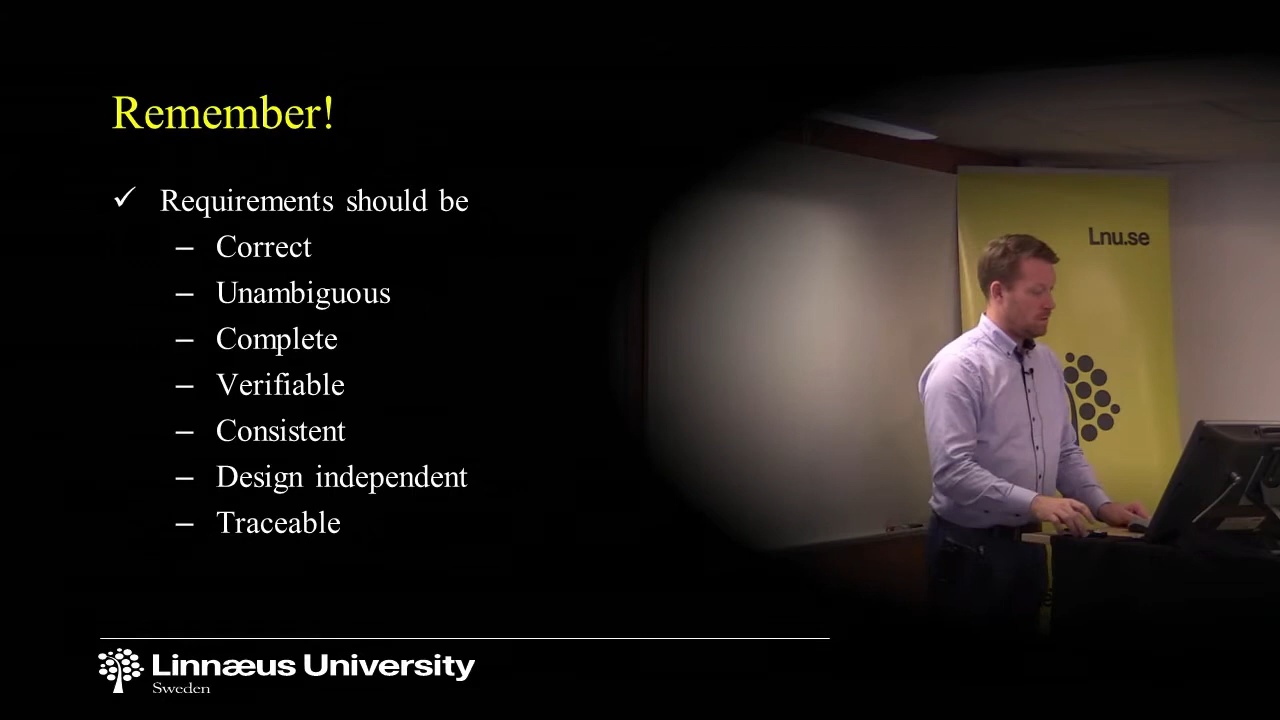 Remember!
✓ Requirements should be
– Correct
– Unambiguous
– Complete
– Verifiable
– Consistent
– Design independent
– Traceable
Lnu.se
Linnæus University
Sweden